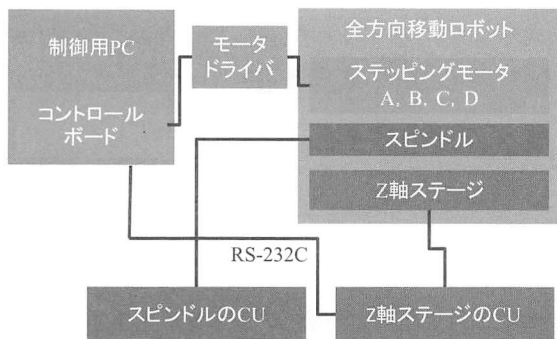 制御用PC
コントロール
ボード
モータ
ドライバ
全方向移動ロボット
ステッピングモータ
A, B, C, D
スピンドル
Z軸ステージ
RS-232C
スピンドルのCU
Z軸ステージのCU